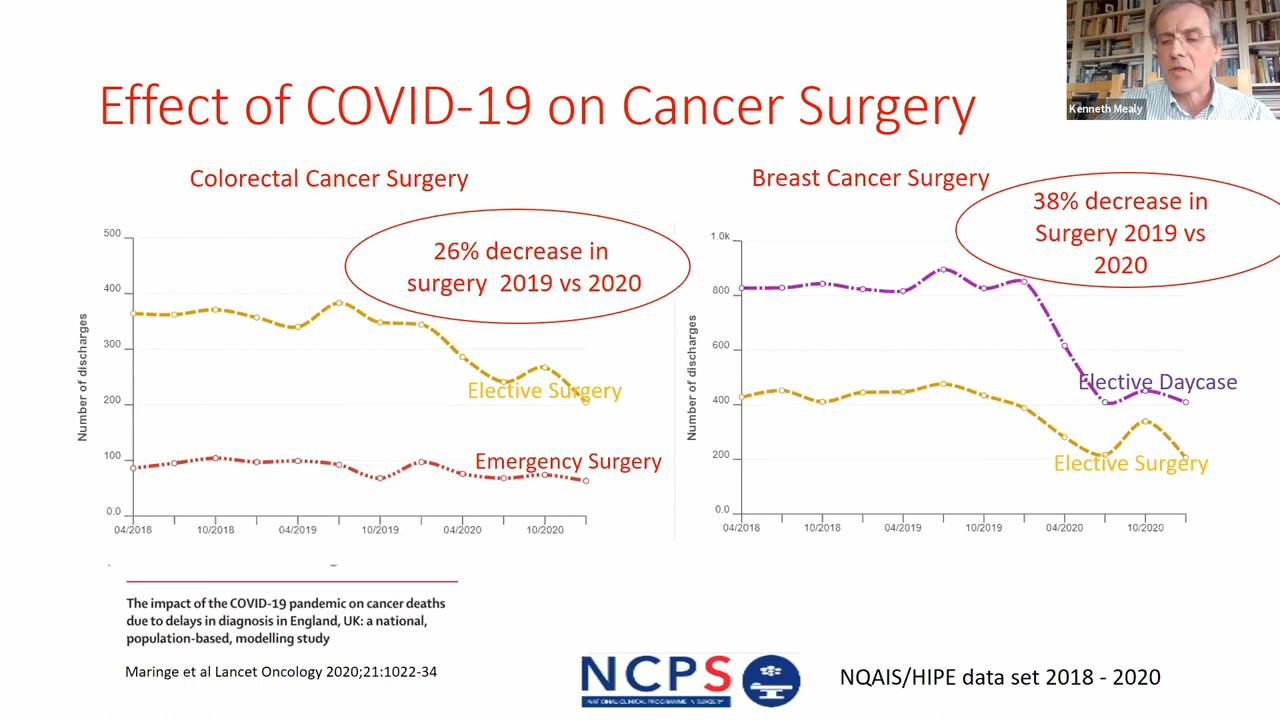 Kenneth Mealy
Effect of COVID-19 on Cancer Surgery
Colorectal Cancer Surgery
26% decrease in
surgery 2019 vs 2020
500
400
300
200
100
0.0
Number of discharges
Elective Surgery
Emergency Surgery
04/2018
10/2018
04/2019
10/2019
04/2020
10/2020
Breast Cancer Surgery
38% decrease in
Surgery 2019 vs
2020
1.0k
800
600
400
200
0.0
Number of discharges
Elective Daycase
Elective Surgery
04/2018
10/2018
04/2019
10/2019
04/2020
10/2020
The impact of the COVID-19 pandemic on cancer deaths
due to delays in diagnosis in England, UK: a national,
population-based, modelling study
Maringe et al Lancet Oncology 2020;21:1022-34
NCPS
NATIONAL CLINICAL PROGRAMME IN SURGERY
NQAIS/HIPE data set 2018 - 2020